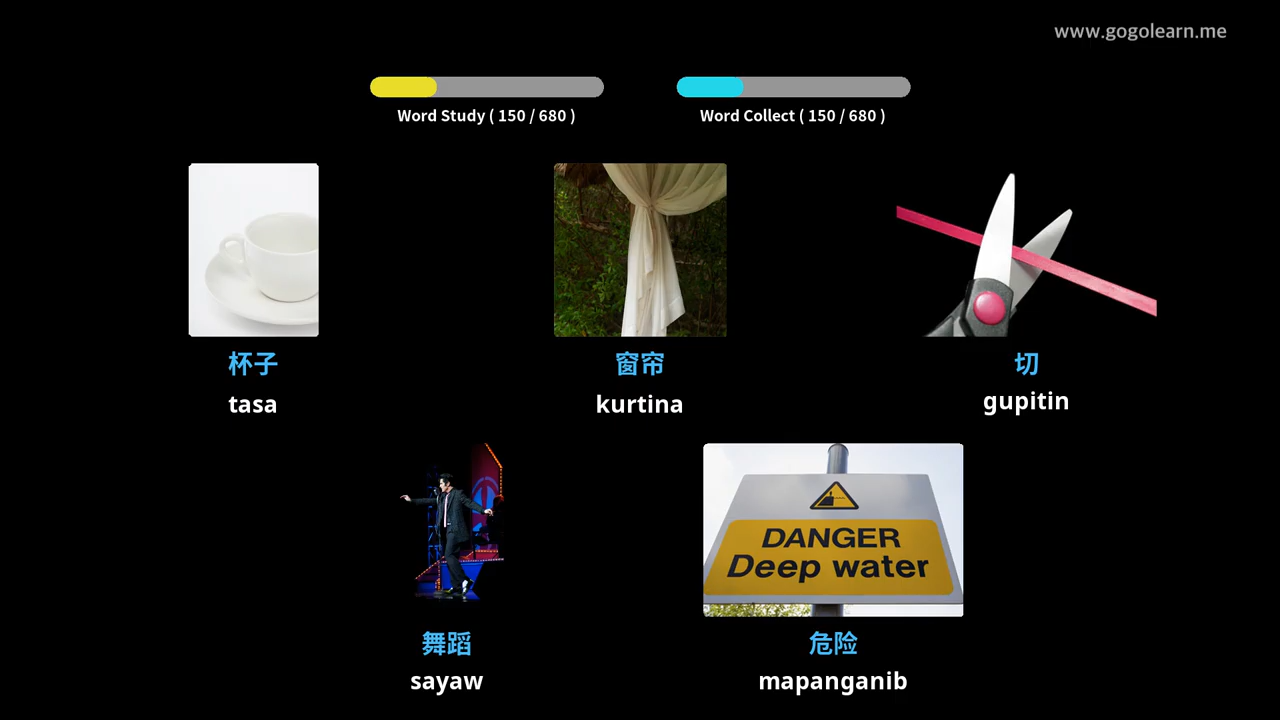 www.gogolearn.me
Word Study ( 150 / 680 )
Word Collect ( 150 / 680 )
杯子
tasa
窗帘
kurtina
切
gupitin
舞蹈
sayaw
DANGER
Deep water
危险
mapanganib